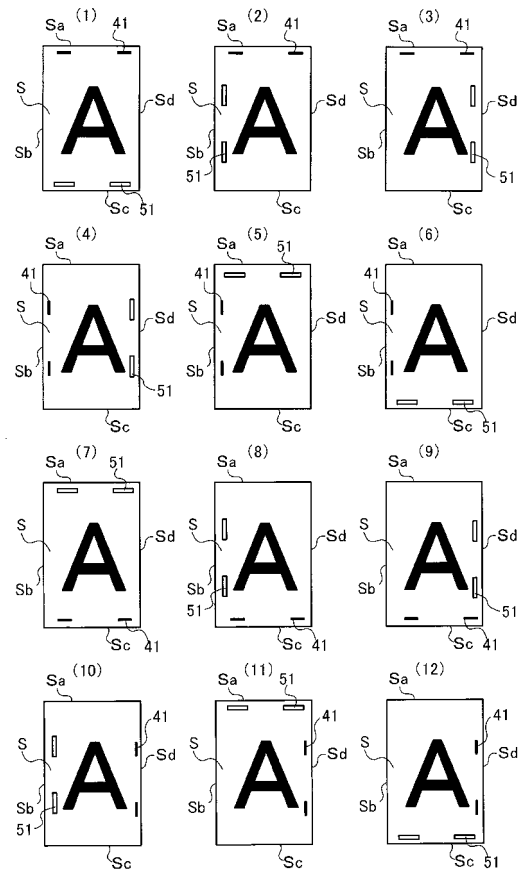 (1) (2) (3)
Sa 41 Sa 41 Sa 41
S A Sd S A Sd S A Sd
Sb Sb Sb
51 51 51
Sc Sc Sc
(4) (5) (6)
Sa Sa 51 Sa
41 41 41
S A Sd S A Sd S A Sd
Sb Sb Sb
51
Sc Sc Sc 51
(7) (8) (9)
Sa 51 Sa Sa
S A Sd S A Sd S A Sd
Sb Sb Sb
51 51
41 41 41
Sc Sc Sc
(10) (11) (12)
Sa Sa 51 Sa
41 41 41
S A Sd S A Sd S A Sd
Sb Sb Sb
51
Sc Sc Sc 51